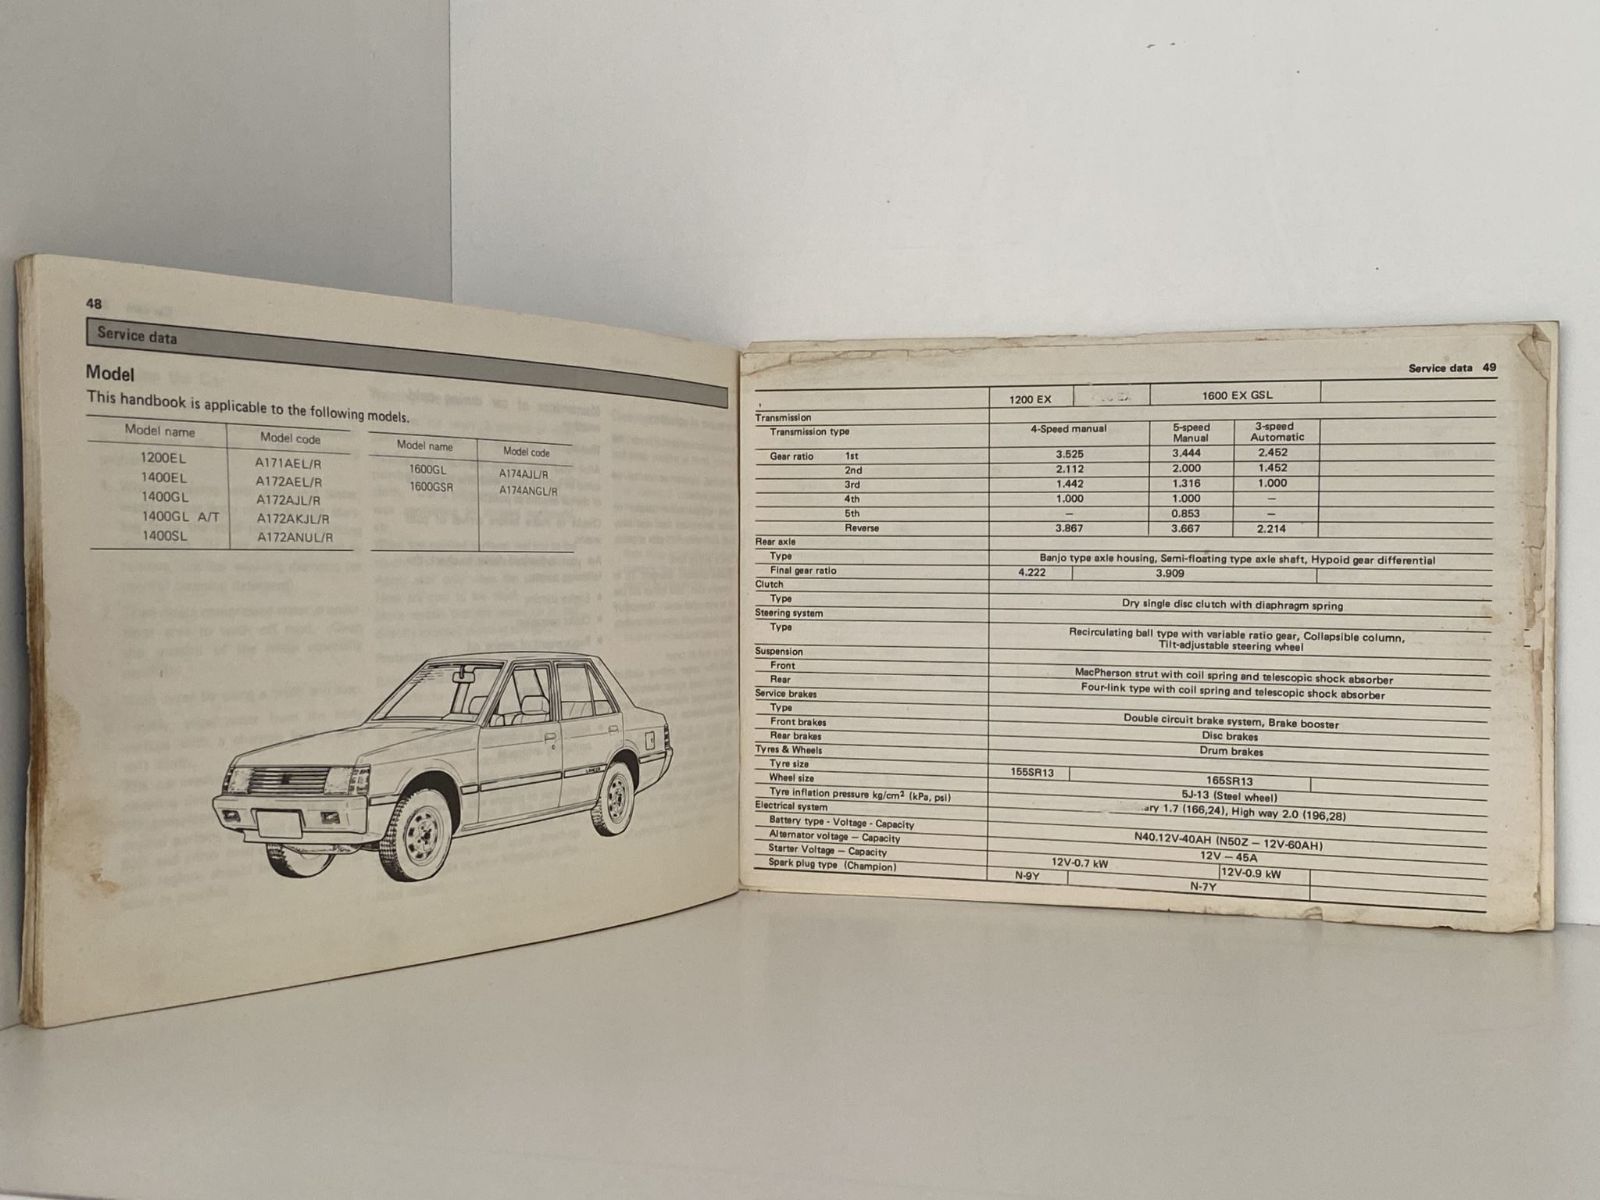 48
Service data
Model
This handbook is applicable to the following models.
Model name Model code
1200EL A171AEL/R
1400EL A172AEL/R
1400GL A172AJL/R
1400GL A/T A172AKJL/R
1400SL A172ANUL/R
Model name Model code
1600GL A174AJL/R
1600GSR A174ANGL/R
Service data 49
1200 EX 1600 EX GSL
Transmission
Transmission type 4-Speed manual 5-speed Manual 3-speed Automatic
Gear ratio 1st 3.525 3.444 2.452
2nd 2.112 2.000 1.452
3rd 1.442 1.316 1.000
4th 1.000 1.000 —
5th — 0.853 —
Reverse 3.867 3.667 2.214
Rear axle
Type Banjo type axle housing, Semi-floating type axle shaft, Hypoid gear differential
Final gear ratio 4.222 3.909
Clutch
Type Dry single disc clutch with diaphragm spring
Steering system
Type Recirculating ball type with variable ratio gear, Collapsible column,
Tilt-adjustable steering wheel
Suspension
Front MacPherson strut with coil spring and telescopic shock absorber
Rear Four-link type with coil spring and telescopic shock absorber
Service brakes
Type Double circuit brake system, Brake booster
Front brakes Disc brakes
Rear brakes Drum brakes
Tyres & Wheels
Tyre size 155SR13 165SR13
Wheel size 5J-13 (Steel wheel)
Tyre inflation pressure kg/cm² (kPa, psi) 1.7 (166,24), High way 2.0 (196,28)
Electrical system
Battery type - Voltage - Capacity N40.12V-40AH (N50Z — 12V-60AH)
Alternator voltage — Capacity 12V — 45A
Starter Voltage — Capacity 12V-0.7 kW 12V-0.9 kW
Spark plug type (Champion) N-9Y N-7Y